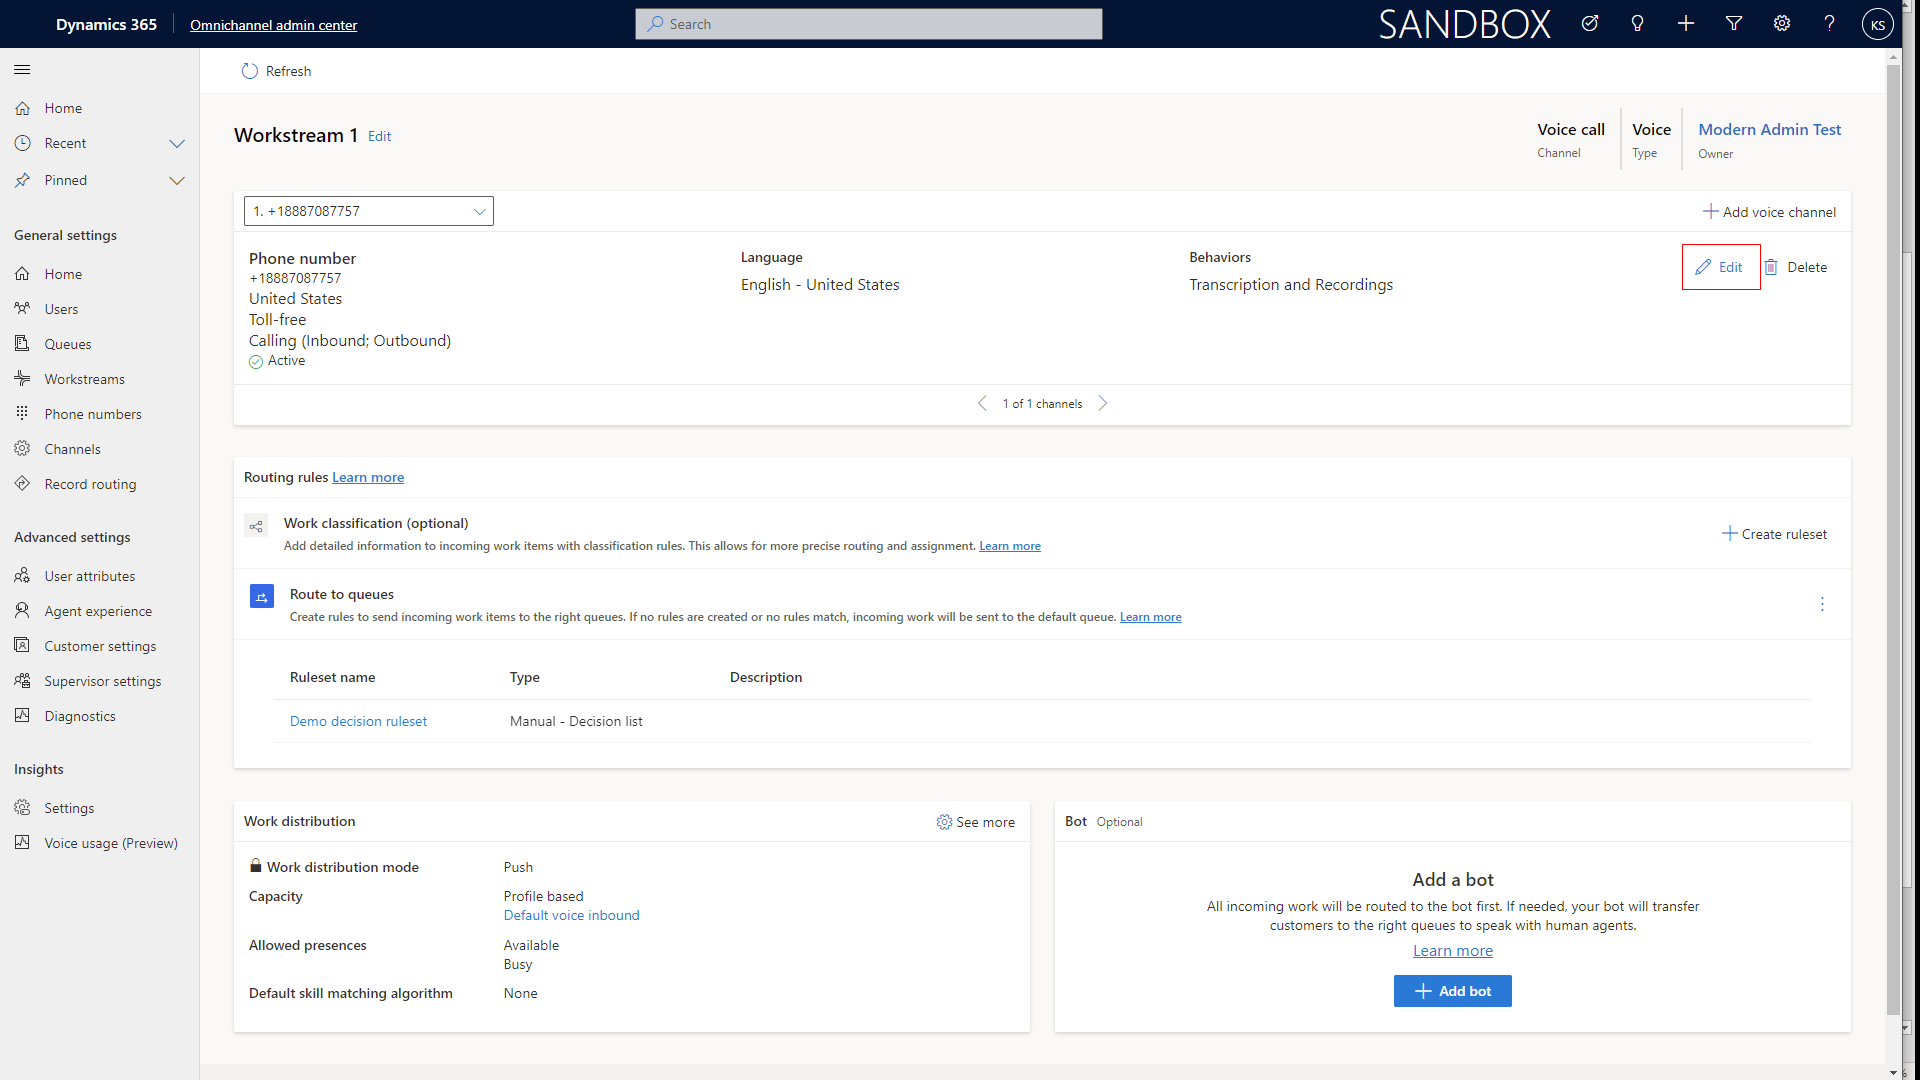 Dynamics 365
Omnichannel admin center
Search
SANDBOX
KS
Home
Recent
Pinned
General settings
Home
Users
Queues
Workstreams
Phone numbers
Channels
Record routing
Advanced settings
User attributes
Agent experience
Customer settings
Supervisor settings
Diagnostics
Insights
Settings
Voice usage (Preview)
Refresh
Workstream 1 Edit
Voice call
Channel
Voice
Type
Modern Admin Test
Owner
1. +18887087757
Add voice channel
Phone number
+18887087757
United States
Toll-free
Calling (Inbound; Outbound)
Active
Language
English - United States
Behaviors
Transcription and Recordings
Edit
Delete
1 of 1 channels
Routing rules Learn more
Work classification (optional)
Add detailed information to incoming work items with classification rules. This allows for more precise routing and assignment. Learn more
Create ruleset
Route to queues
Create rules to send incoming work items to the right queues. If no rules are created or no rules match, incoming work will be sent to the default queue. Learn more
Ruleset name Type Description
Demo decision ruleset Manual - Decision list
Work distribution
See more
Work distribution mode Push
Capacity Profile based
Default voice inbound
Allowed presences Available
Busy
Default skill matching algorithm None
Bot Optional
Add a bot
All incoming work will be routed to the bot first. If needed, your bot will transfer
customers to the right queues to speak with human agents.
Learn more
Add bot